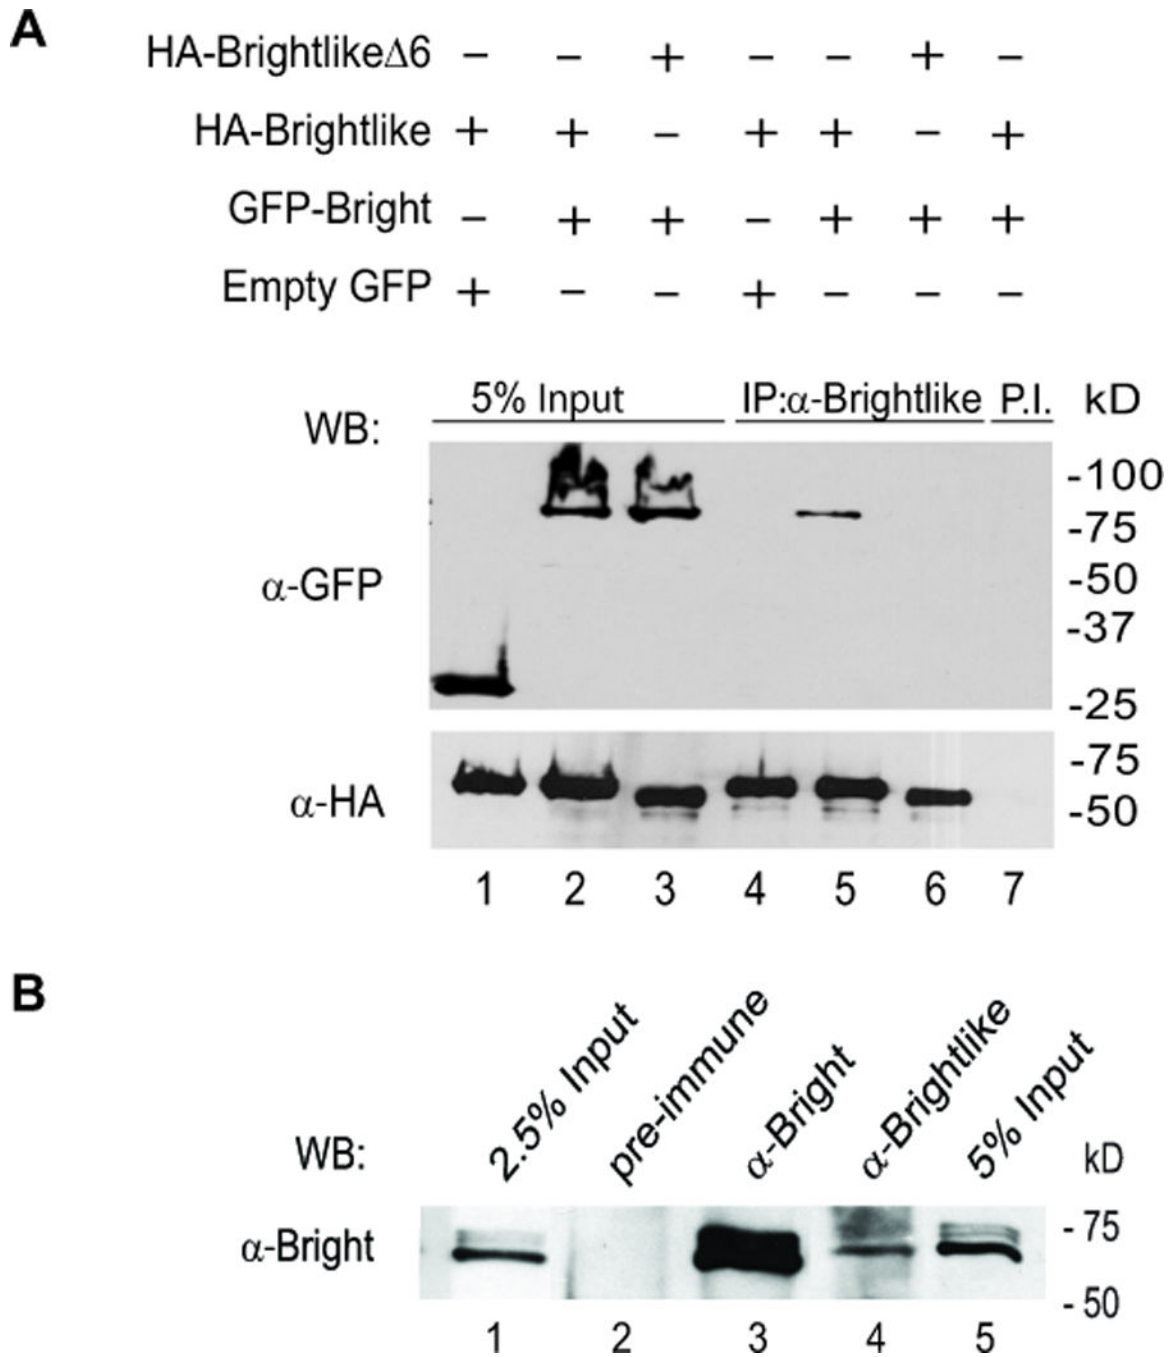 A
HA-BrightlikeΔ6 – – + – – + –
HA-Brightlike + + – + + – +
GFP-Bright – + + – + + +
Empty GFP + – – + – – –
5% Input IP:α-Brightlike P.I. kD
WB:
-100
-75
α-GFP
-50
-37
-25
-75
α-HA
-50
1 2 3 4 5 6 7
B
2.5% Input pre-immune α-Bright α-Brightlike 5% Input
WB: kD
α-Bright - 75
- 50
1 2 3 4 5